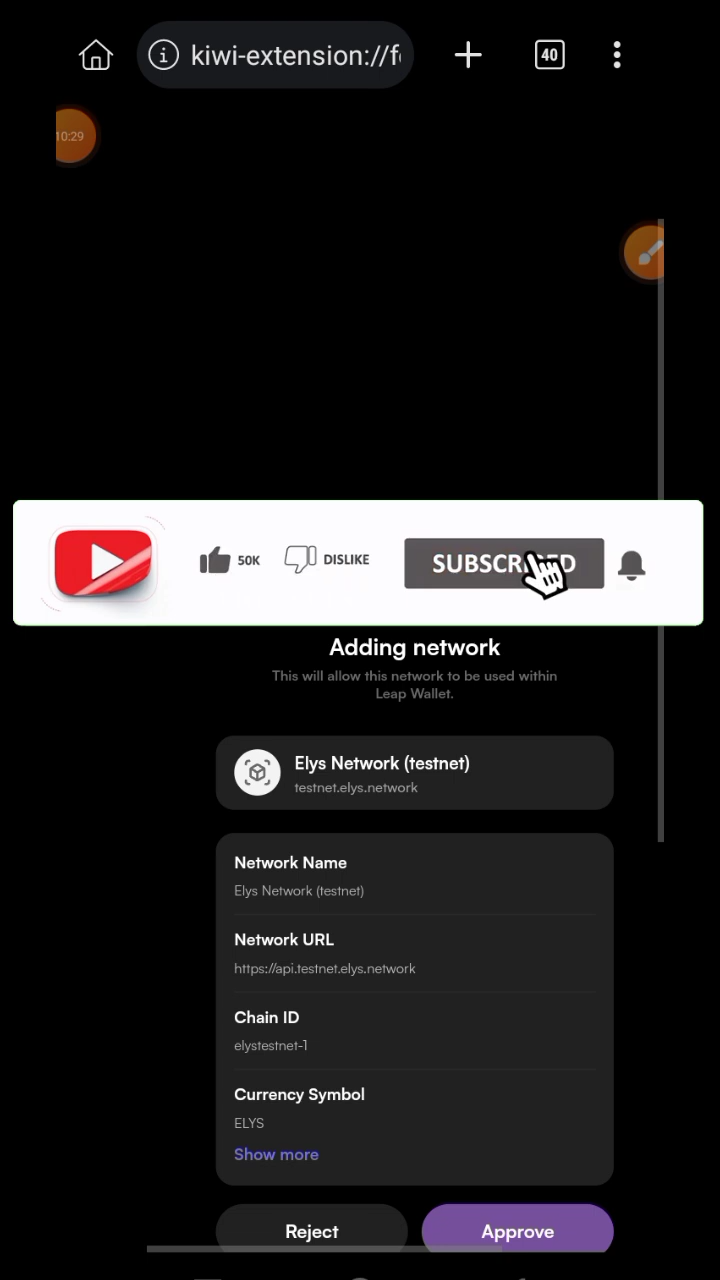 kiwi-extension://f
40
10:29
50K
DISLIKE
SUBSCRIBED
Adding network
This will allow this network to be used within
Leap Wallet.
Elys Network (testnet)
testnet.elys.network
Network Name
Elys Network (testnet)
Network URL
https://api.testnet.elys.network
Chain ID
elystestnet-1
Currency Symbol
ELYS
Show more
Reject
Approve